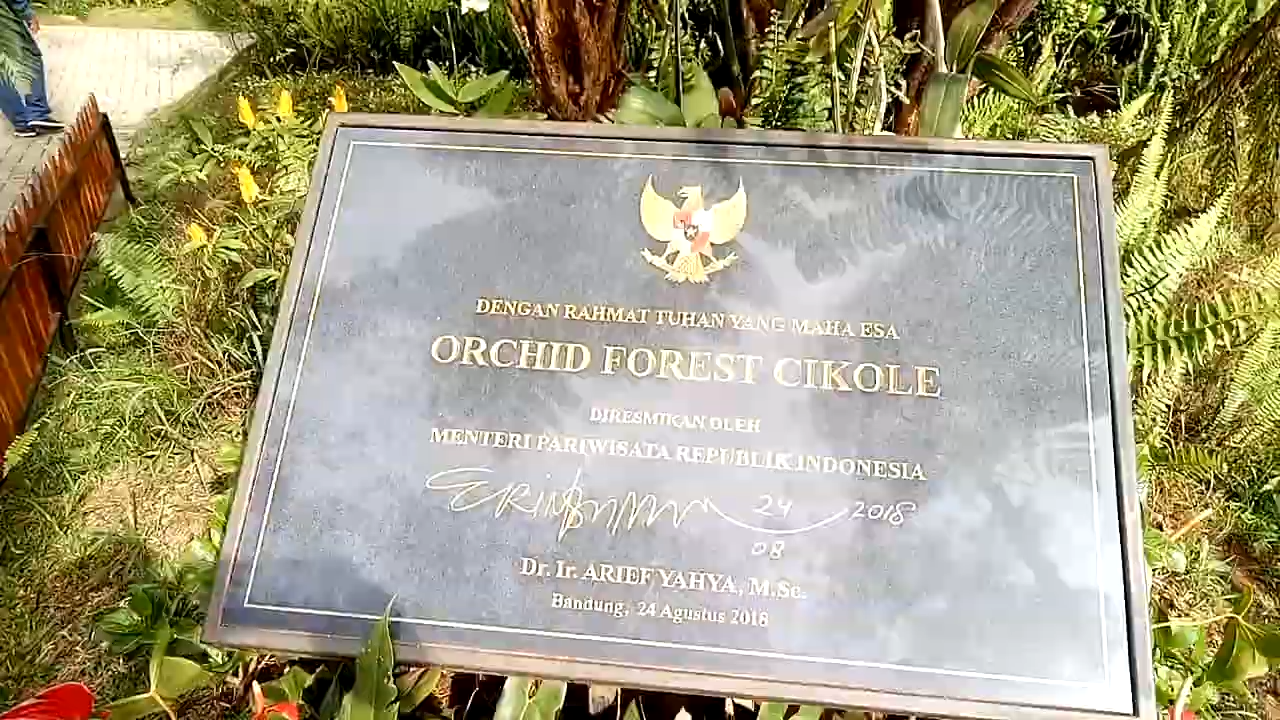 DENGAN RAHMAT TUHAN YANG MAHA ESA
ORCHID FOREST CIKOLE
DIRESMIKAN OLEH
MENTERI PARIWISATA REPUBLIK INDONESIA
24 2018
08
Dr. Ir. ARIEF YAHYA, M.Sc.
Bandung, 24 Agustus 2018